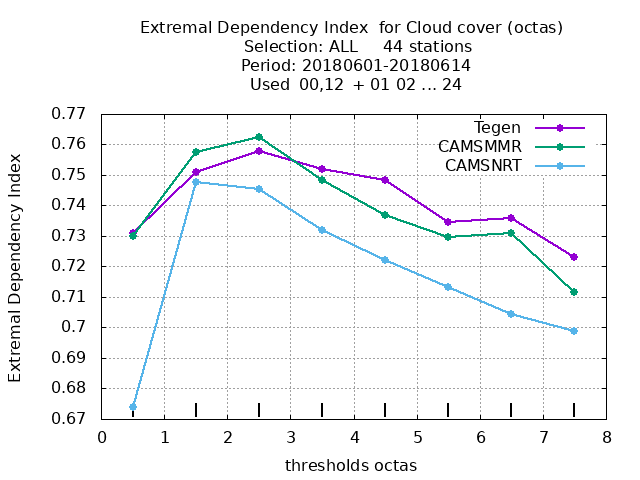 Extremal Dependency Index  for Cloud cover (octas)
Selection: ALL     44 stations
Period: 20180601-20180614
Used  00,12  + 01 02 ... 24
Tegen
CAMSMMR
CAMSNRT
0.77
0.76
0.75
0.74
0.73
0.72
0.71
0.7
0.69
0.68
0.67
Extremal Dependency Index
0 1 2 3 4 5 6 7 8
thresholds octas